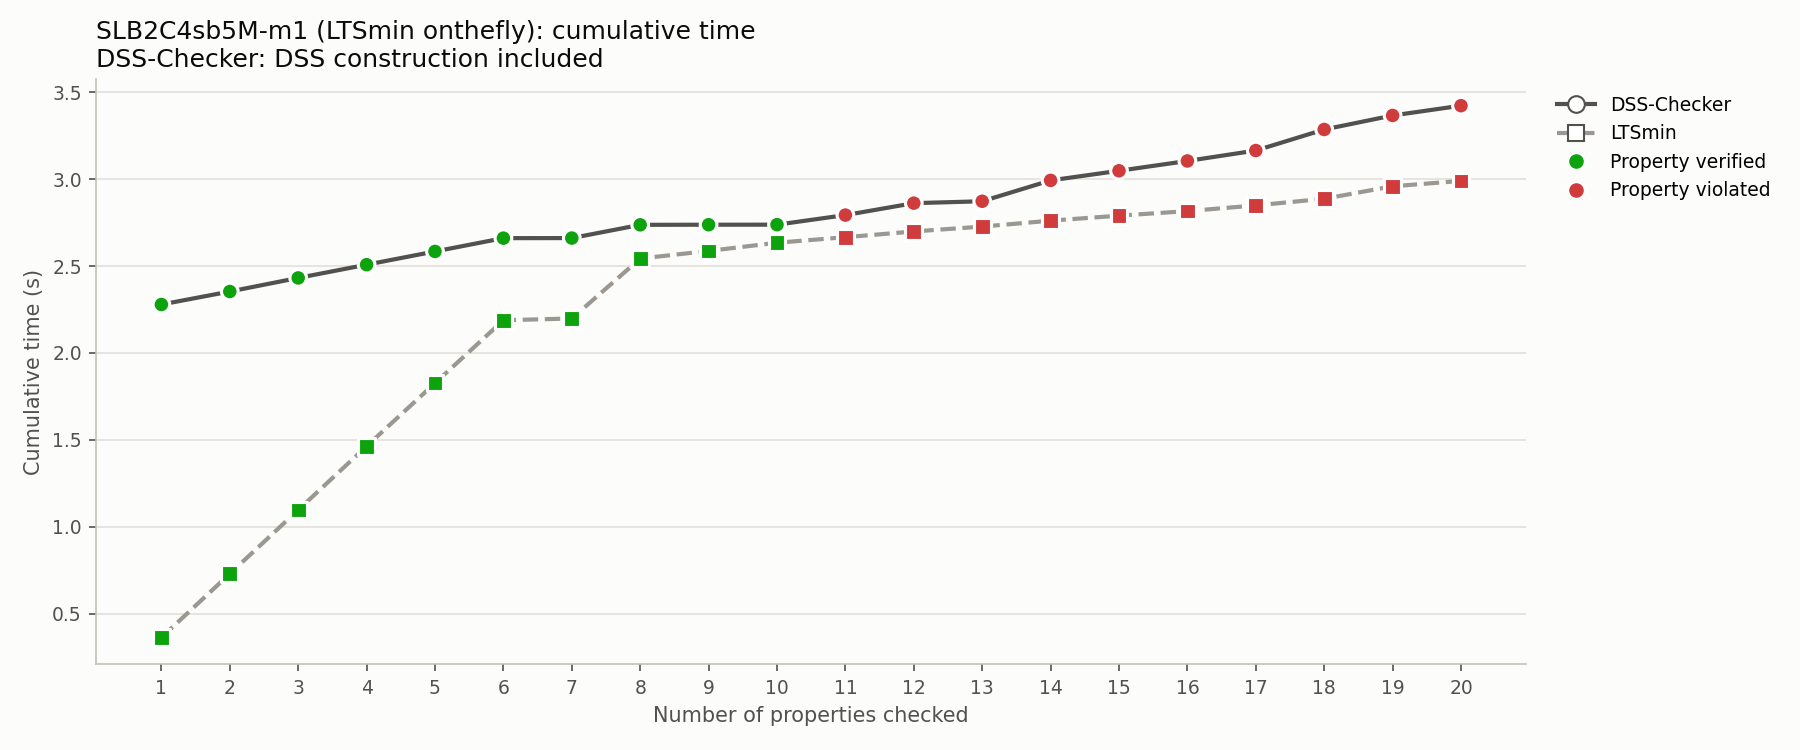 SLB2C4sb5M-m1 (LTSmin onthefly): cumulative time
DSS-Checker: DSS construction included
3.5
3.0
2.5
2.0
1.5
1.0
0.5
Cumulative time (s)
1 2 3 4 5 6 7 8 9 10 11 12 13 14 15 16 17 18 19 20
Number of properties checked
DSS-Checker
LTSmin
Property verified
Property violated